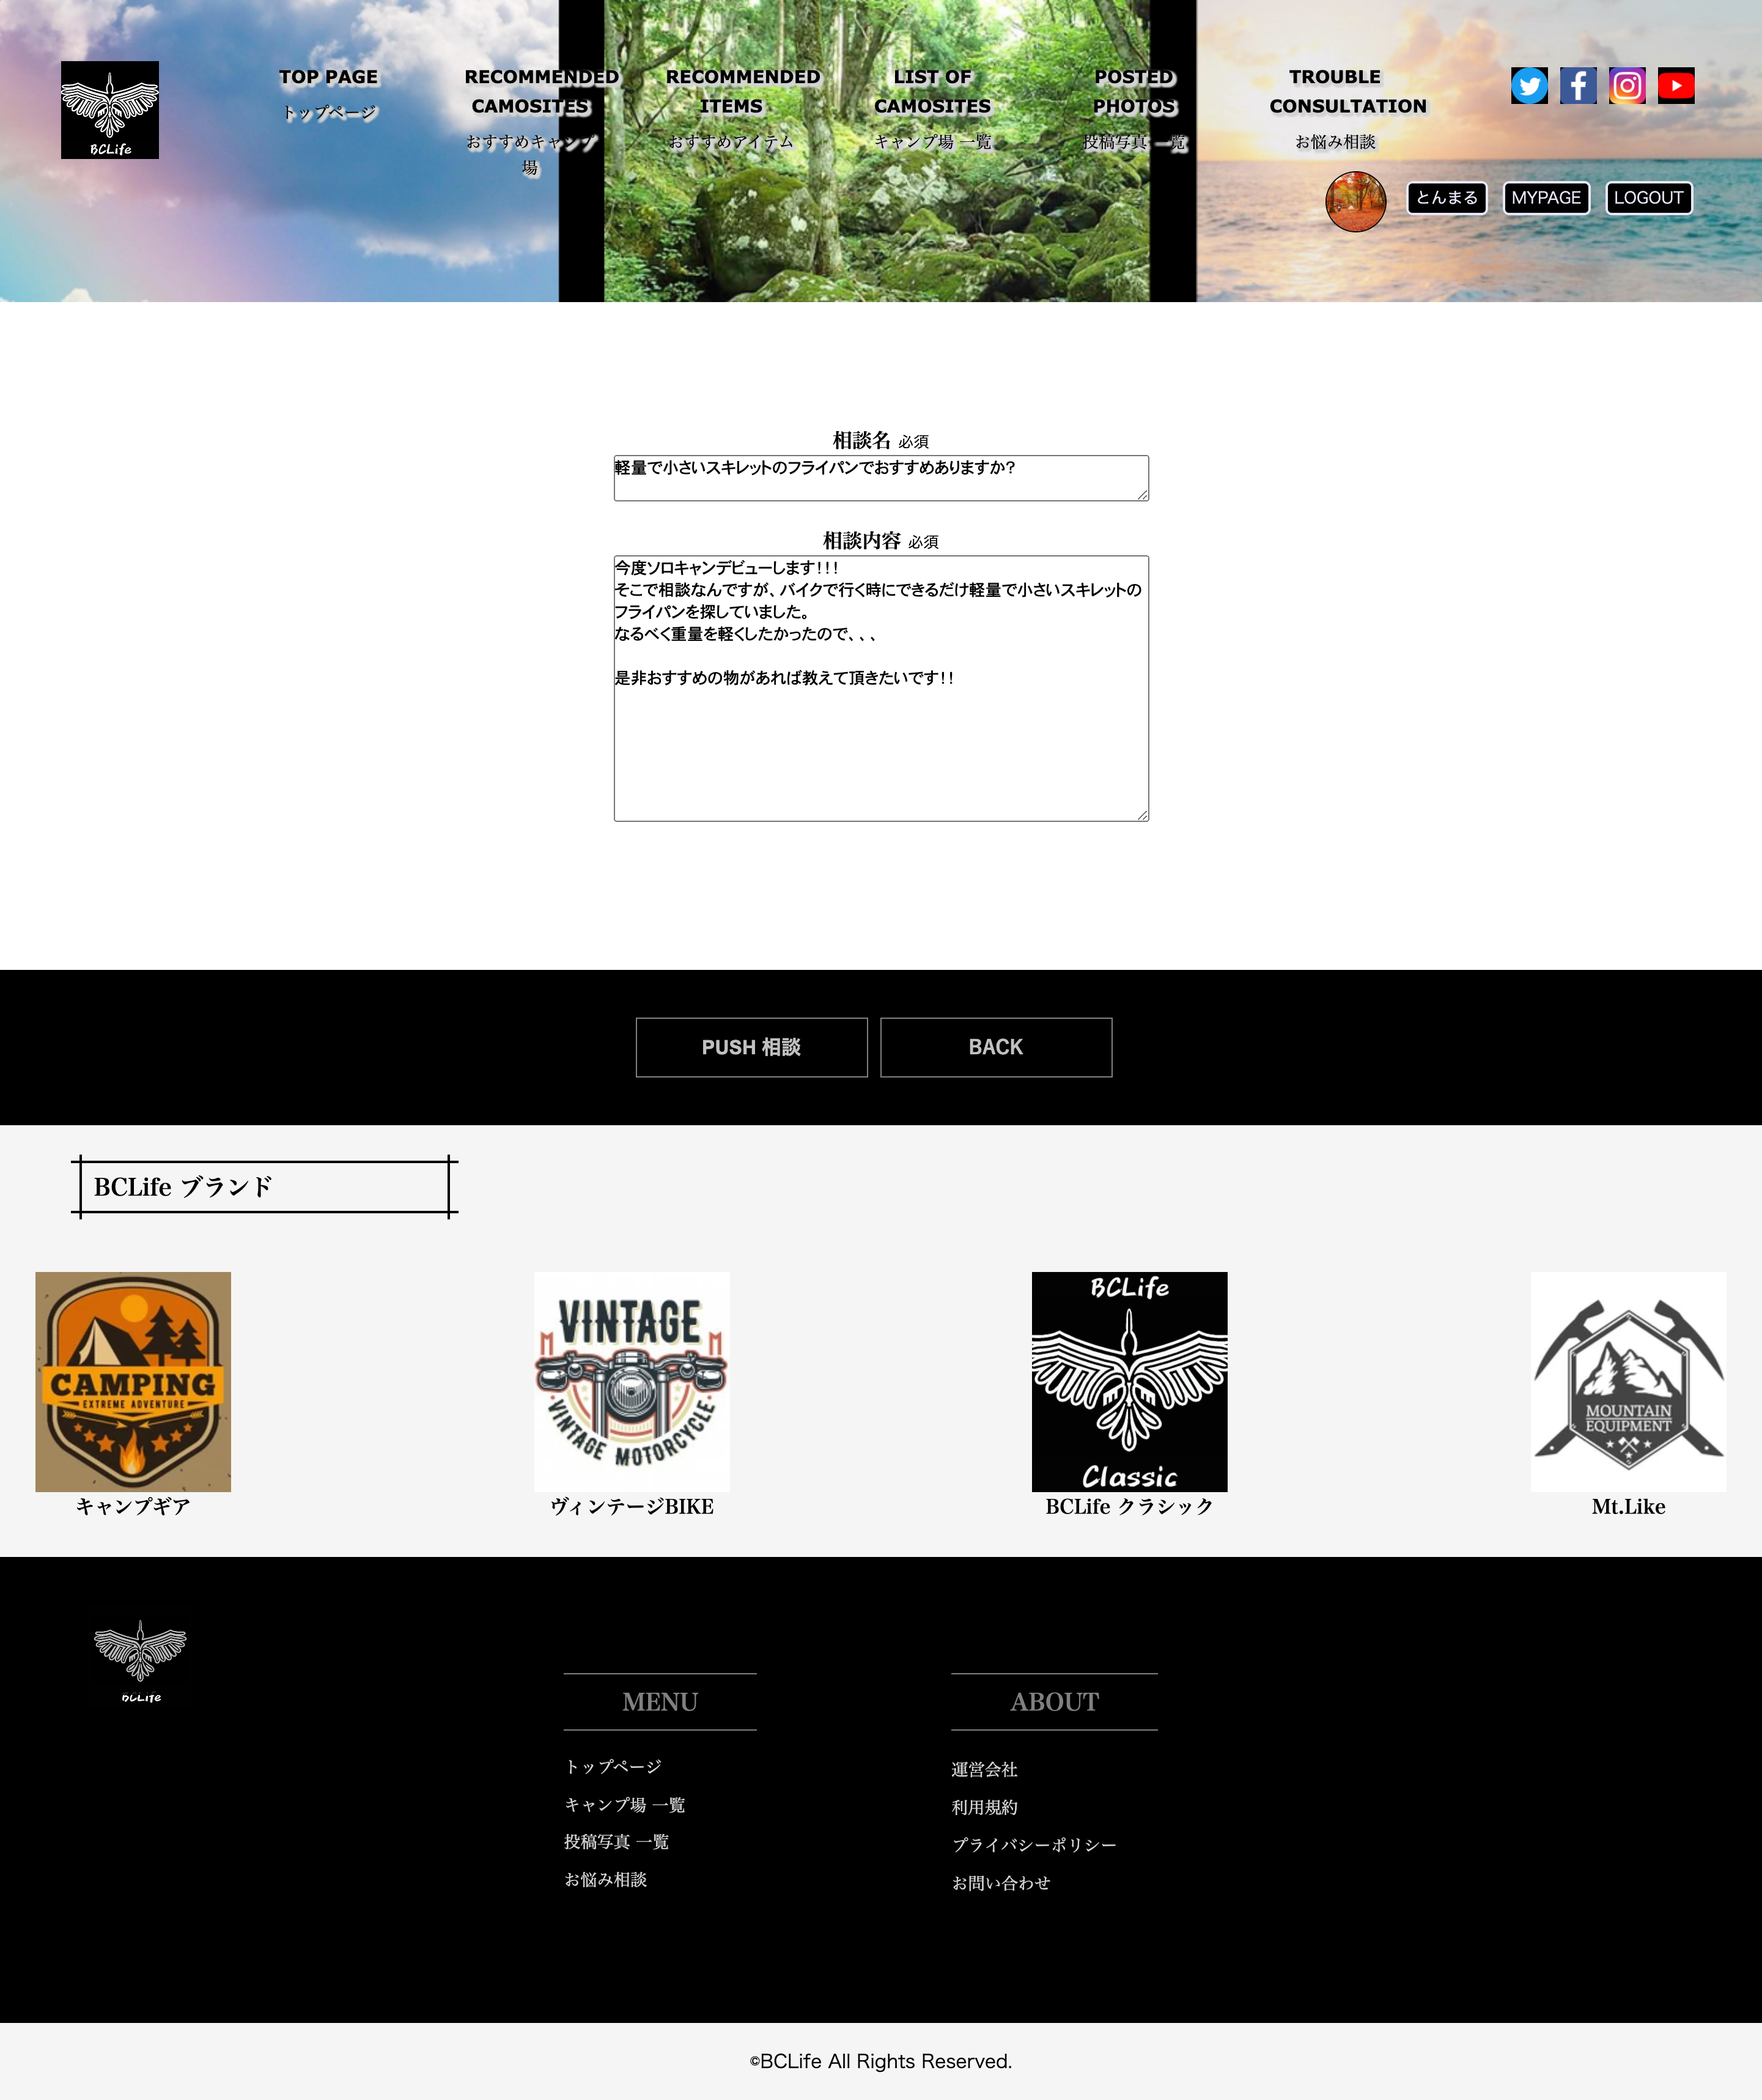 BCLife
TOP PAGE
トップページ
RECOMMENDED
CAMOSITES
おすすめキャンプ
場
RECOMMENDED
ITEMS
おすすめアイテム
LIST OF
CAMOSITES
キャンプ場 一覧
POSTED
PHOTOS
投稿写真 一覧
TROUBLE
CONSULTATION
お悩み相談
とんまる
MYPAGE
LOGOUT
相談名 必須
軽量で小さいスキレットのフライパンでおすすめありますか？
相談内容 必須
今度ソロキャンデビューします！！！
そこで相談なんですが、バイクで行く時にできるだけ軽量で小さいスキレットの
フライパンを探していました。
なるべく重量を軽くしたかったので、、、
是非おすすめの物があれば教えて頂きたいです！！
PUSH 相談
BACK
BCLife ブランド
CAMPING
EXTREME ADVENTURE
キャンプギア
VINTAGE
M M
VINTAGE MOTORCYCLE
ヴィンテージBIKE
BCLife
Classic
BCLife クラシック
MOUNTAIN
EQUIPMENT
Mt.Like
BCLife
MENU
トップページ
キャンプ場 一覧
投稿写真 一覧
お悩み相談
ABOUT
運営会社
利用規約
プライバシーポリシー
お問い合わせ
©BCLife All Rights Reserved.